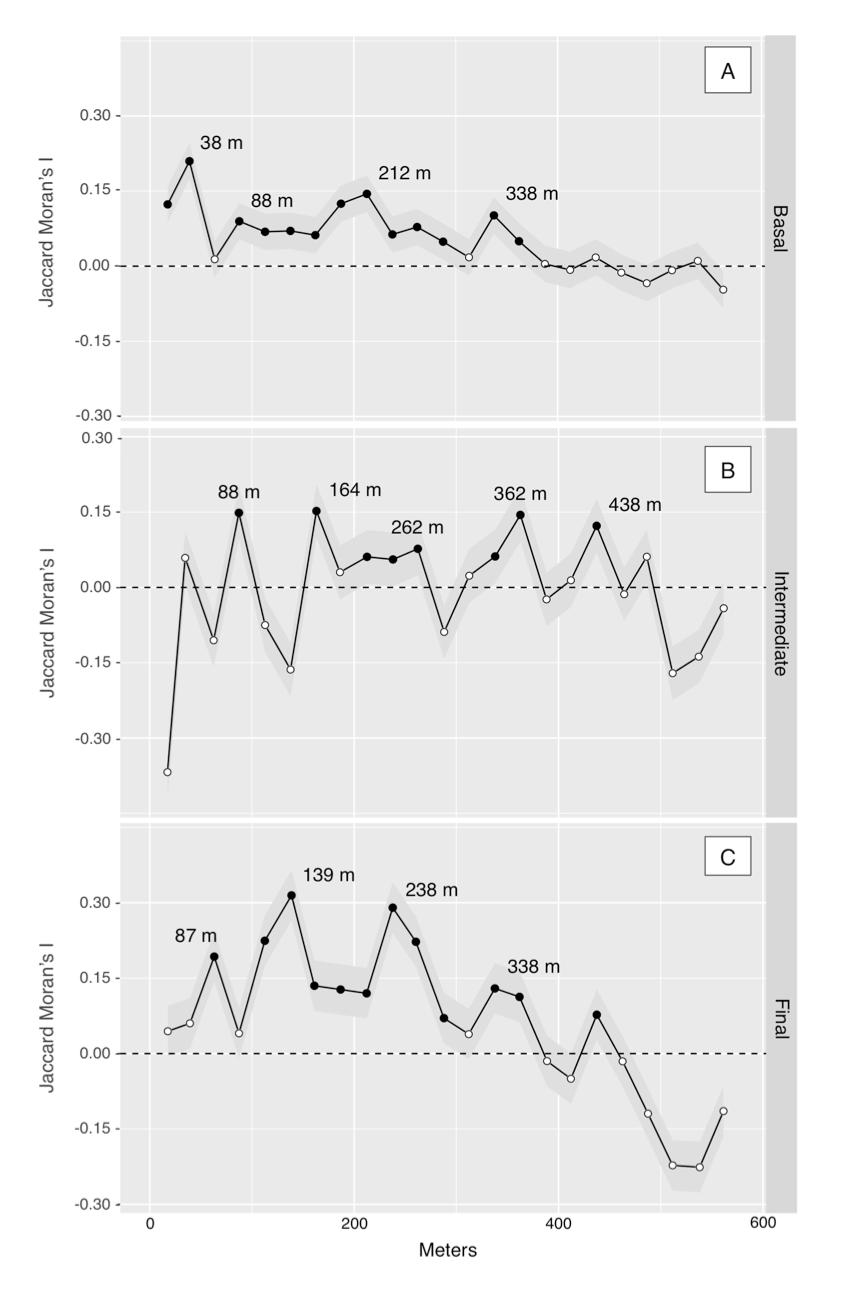 A
0.30
38 m
212 m
338 m
0.15
88 m
0.00
-0.15
-0.30
Jaccard Moran's I
Basal
0.30
B
88 m
164 m
362 m
438 m
0.15
262 m
0.00
-0.15
-0.30
Jaccard Moran's I
Intermediate
C
139 m
238 m
0.30
87 m
338 m
0.15
0.00
-0.15
-0.30
Jaccard Moran's I
Final
0
200
400
600
Meters